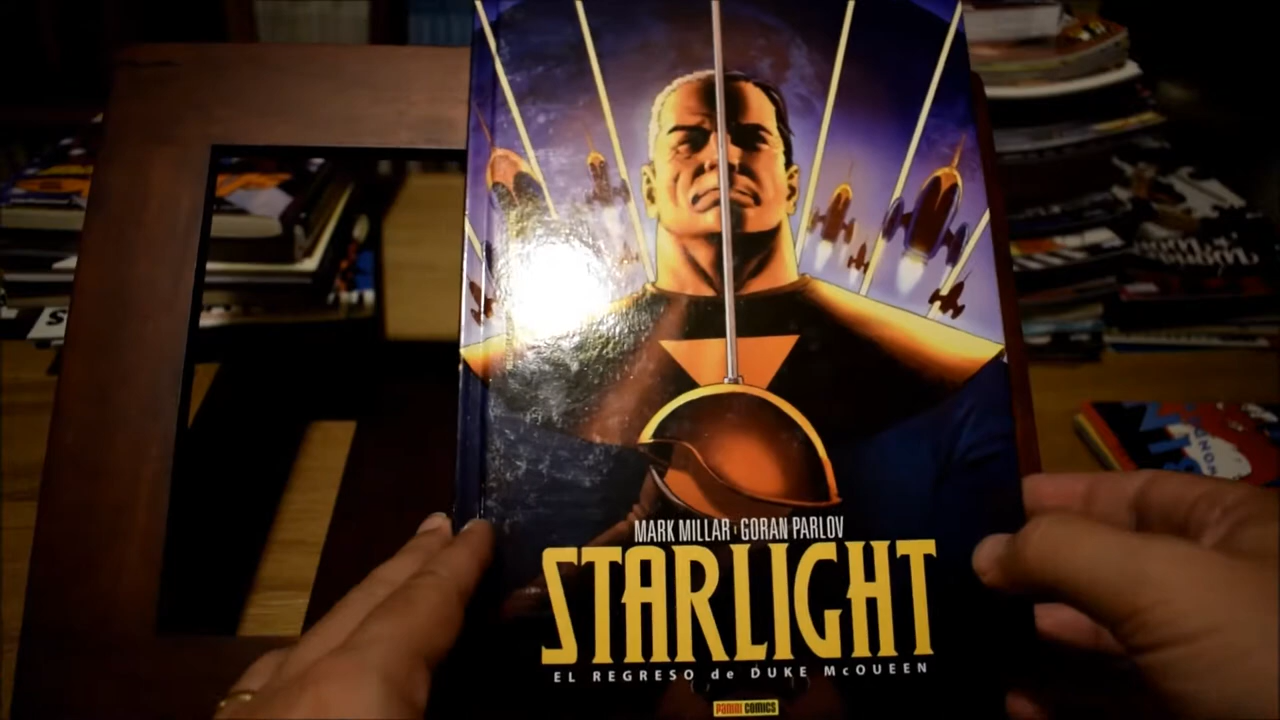 MARK MILLAR · GORAN PARLOV
STARLIGHT
EL REGRESO de DUKE McQUEEN
PANINI COMICS